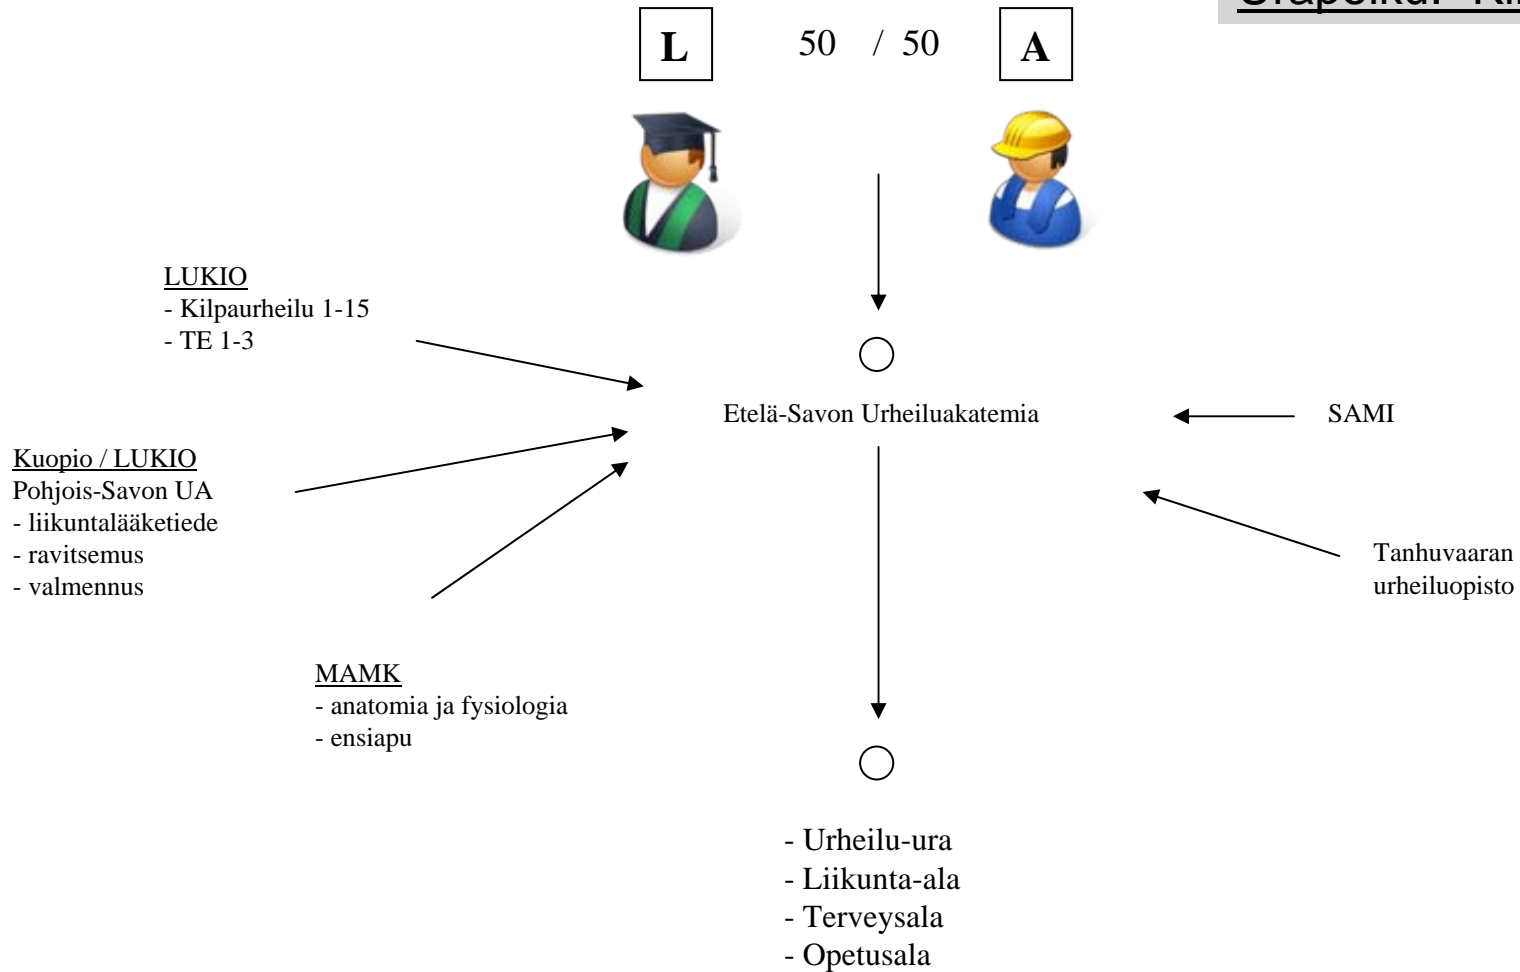 Urapolku:
L 50 / 50 A
LUKIO
- Kilpaurheilu 1-15
- TE 1-3
Etelä-Savon Urheiluakatemia
SAMI
Kuopio / LUKIO
Pohjois-Savon UA
- liikuntalääketiede
- ravitsemus
- valmennus
Tanhuvaaran
urheiluopisto
MAMK
- anatomia ja fysiologia
- ensiapu
- Urheilu-ura
- Liikunta-ala
- Terveysala
- Opetusala